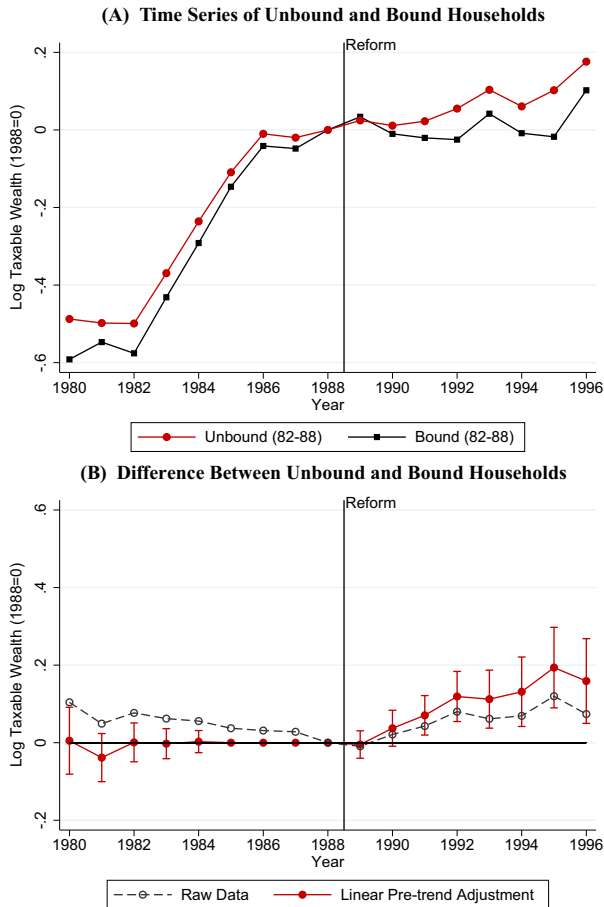 (A) Time Series of Unbound and Bound Households
Reform
Log Taxable Wealth (1988=0)
.2
0
-.2
-.4
-.6
1980 1982 1984 1986 1988 1990 1992 1994 1996
Year
Unbound (82-88) Bound (82-88)
(B) Difference Between Unbound and Bound Households
Reform
Log Taxable Wealth (1988=0)
.6
.4
.2
0
-.2
1980 1982 1984 1986 1988 1990 1992 1994 1996
Year
Raw Data Linear Pre-trend Adjustment